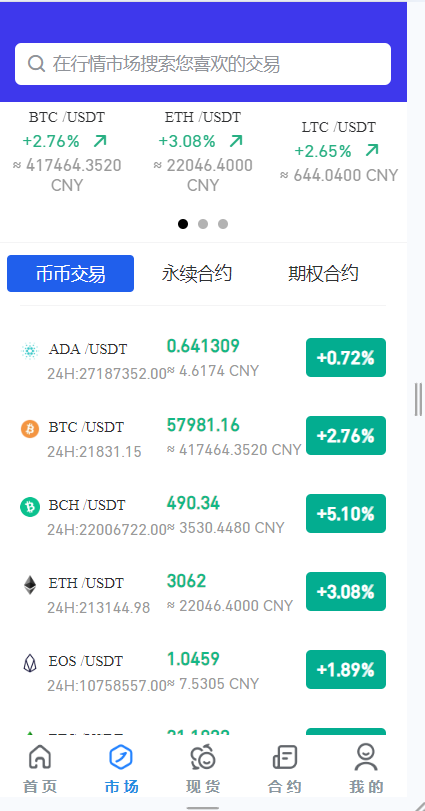 在行情市场搜索您喜欢的交易
BTC /USDT
+2.76%
≈ 417464.3520
CNY
ETH /USDT
+3.08%
≈ 22046.4000
CNY
LTC /USDT
+2.65%
≈ 644.0400 CNY
币币交易 永续合约 期权合约
ADA /USDT 0.641309 +0.72%
24H:27187352.00 ≈ 4.6174 CNY
BTC /USDT 57981.16 +2.76%
24H:21831.15 ≈ 417464.3520 CNY
BCH /USDT 490.34 +5.10%
24H:22006722.00 ≈ 3530.4480 CNY
ETH /USDT 3062 +3.08%
24H:213144.98 ≈ 22046.4000 CNY
EOS /USDT 1.0459 +1.89%
24H:10758557.00 ≈ 7.5305 CNY
首页 市场 现货 合约 我的